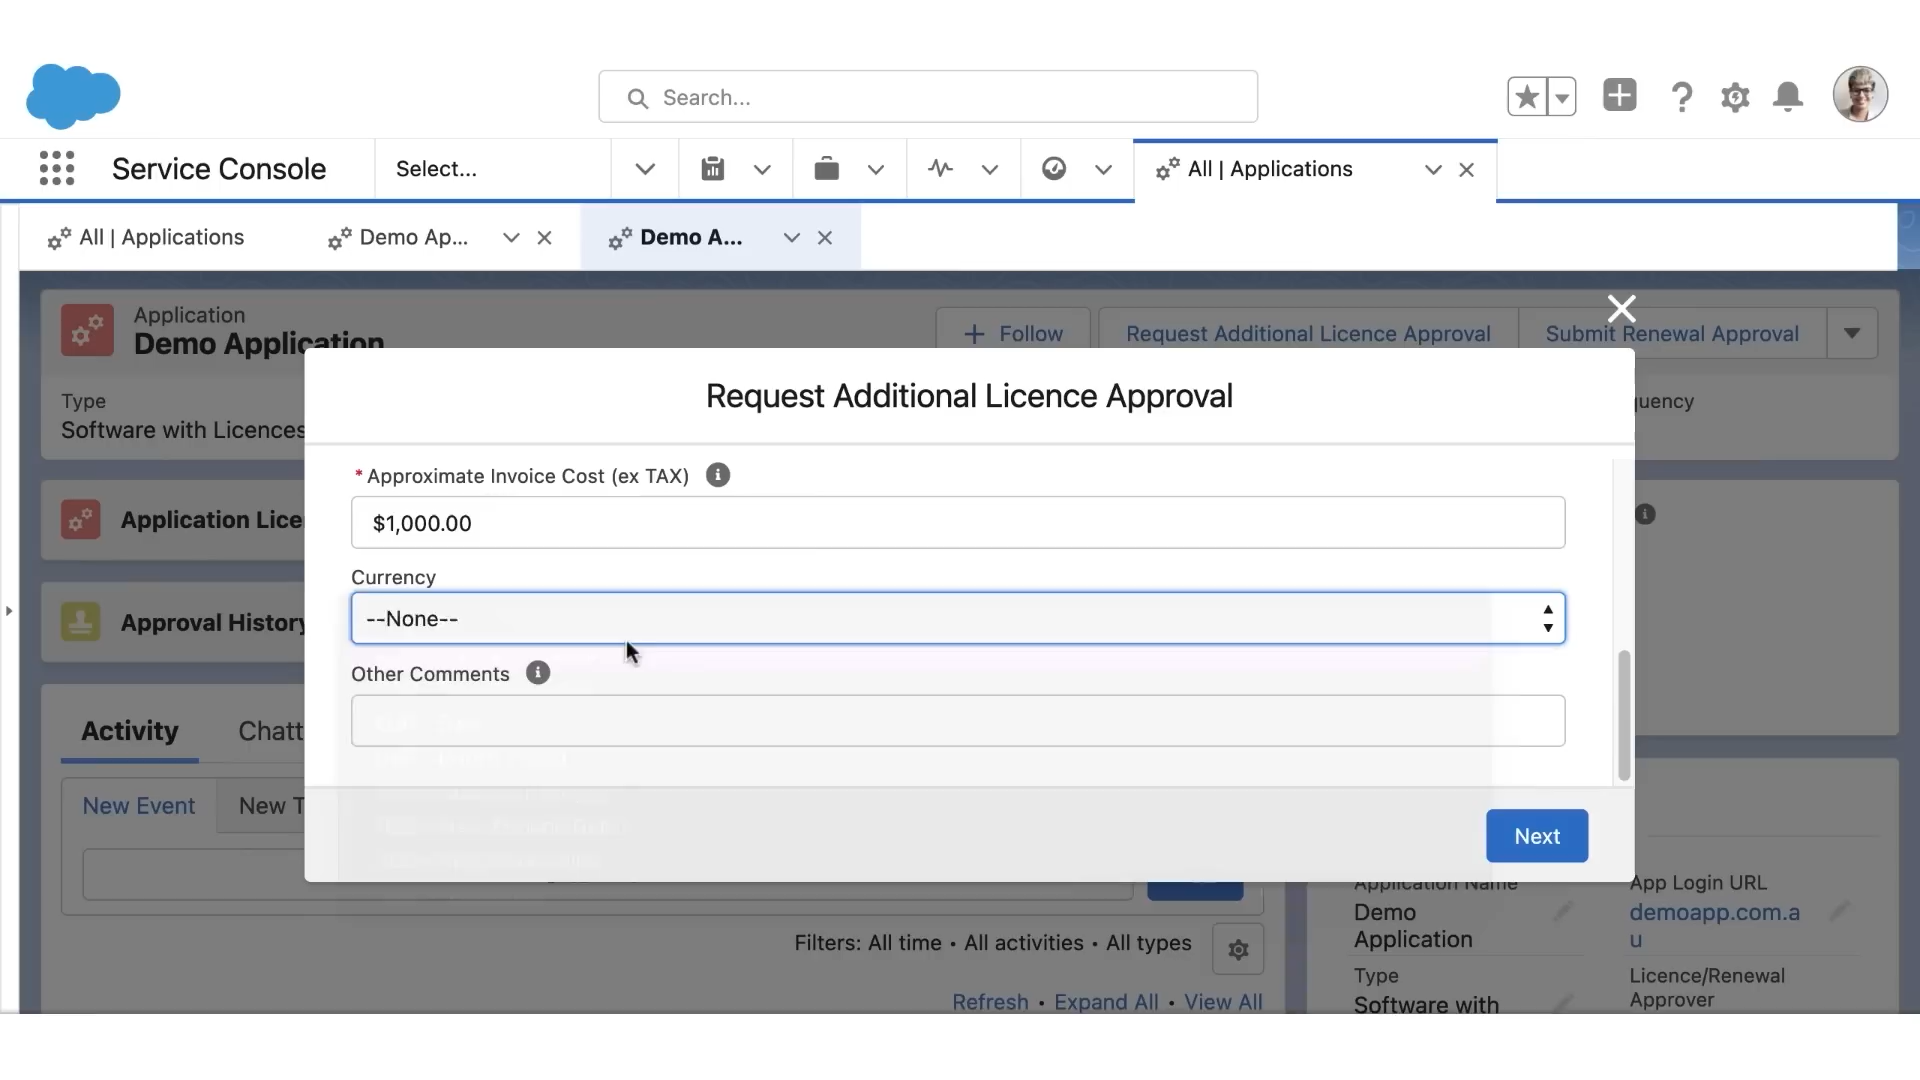 Search...
Service Console
Select...
All | Applications
All | Applications
Demo Ap...
Demo A...
Application
Demo Application
Follow
Request Additional Licence Approval
Submit Renewal Approval
Type
Software with Licences
Request Additional Licence Approval
*Approximate Invoice Cost (ex TAX)
$1,000.00
Currency
--None--
Other Comments
Next
Application Lice
Approval History
Activity
Chatt
New Event
New T
Filters: All time • All activities • All types
Refresh • Expand All • View All
Application Name
Demo
Application
App Login URL
demoapp.com.a
u
Type
Software with
Licence/Renewal
Approver